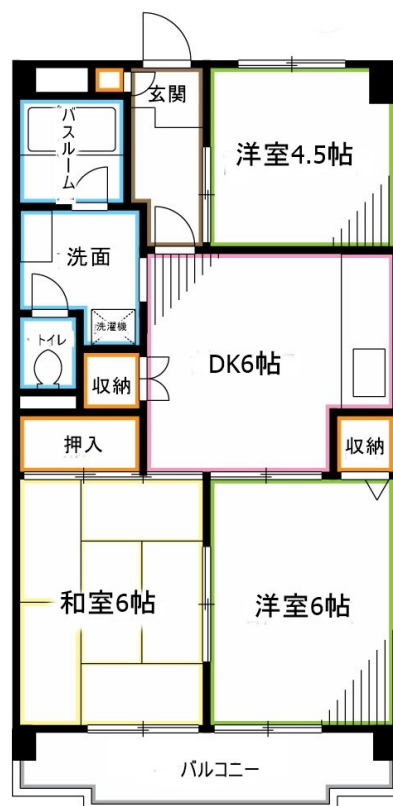 玄関
バスルーム
洋室4.5帖
洗面
洗濯機
トイレ
収納
DK6帖
押入
収納
和室6帖
洋室6帖
バルコニー